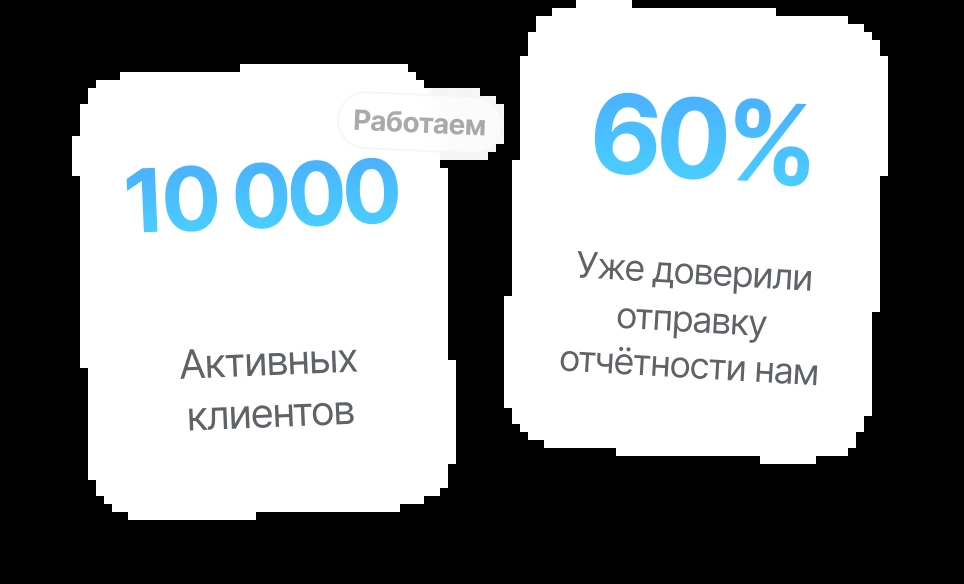 Работаем
10 000
Активных
клиентов
60%
Уже доверили
отправку
отчётности нам